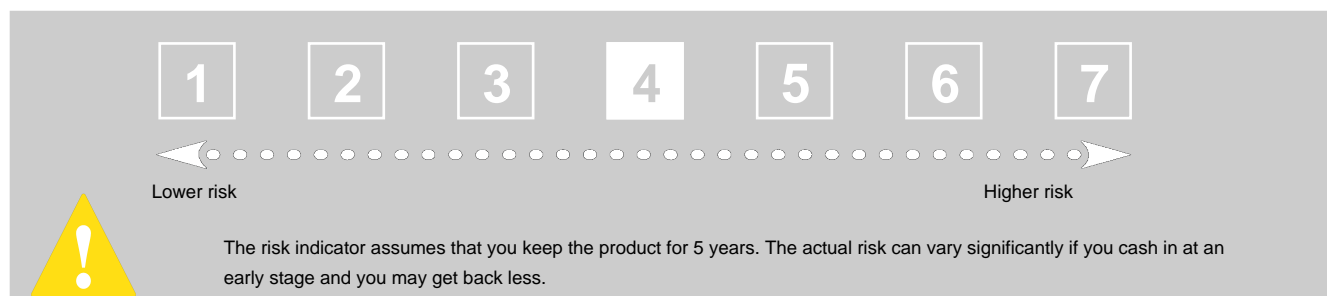 1 2 3 4 5 6 7
Lower risk Higher risk
!
The risk indicator assumes that you keep the product for 5 years. The actual risk can vary significantly if you cash in at an
early stage and you may get back less.